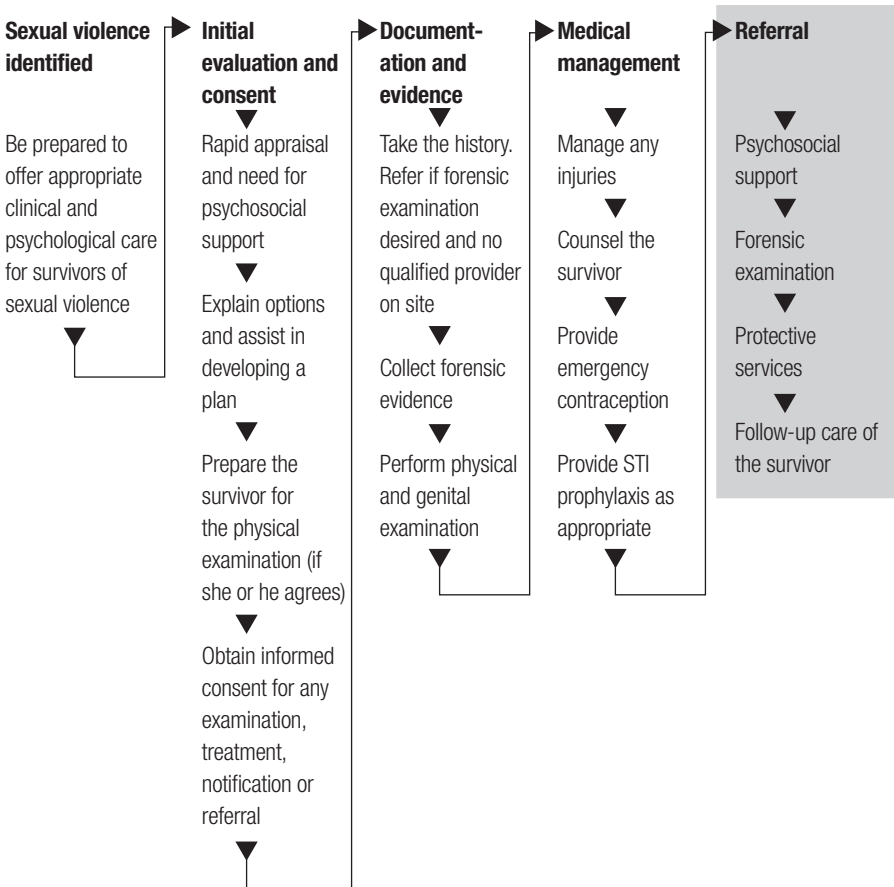 Sexual violence
identified
Be prepared to
offer appropriate
clinical and
psychological care
for survivors of
sexual violence
Initial
evaluation and
consent
Rapid appraisal
and need for
psychosocial
support
Explain options
and assist in
developing a
plan
Prepare the
survivor for
the physical
examination (if
she or he agrees)
Obtain informed
consent for any
examination,
treatment,
notification or
referral
Document-
ation and
evidence
Take the history.
Refer if forensic
examination
desired and no
qualified provider
on site
Collect forensic
evidence
Perform physical
and genital
examination
Medical
management
Manage any
injuries
Counsel the
survivor
Provide
emergency
contraception
Provide STI
prophylaxis as
appropriate
Referral
Psychosocial
support
Forensic
examination
Protective
services
Follow-up care of
the survivor